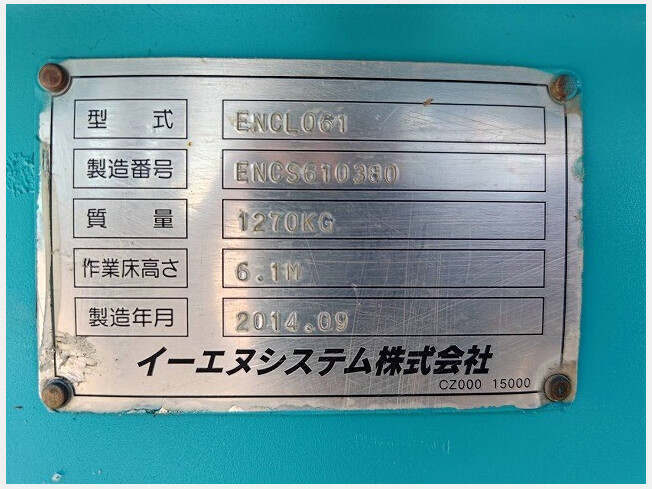 型 式 ENCL061
製造番号 ENCS610380
質 量 1270KG
作業床高さ 6.1M
製造年月 2014.09
イーエヌシステム株式会社
CZ000 15000